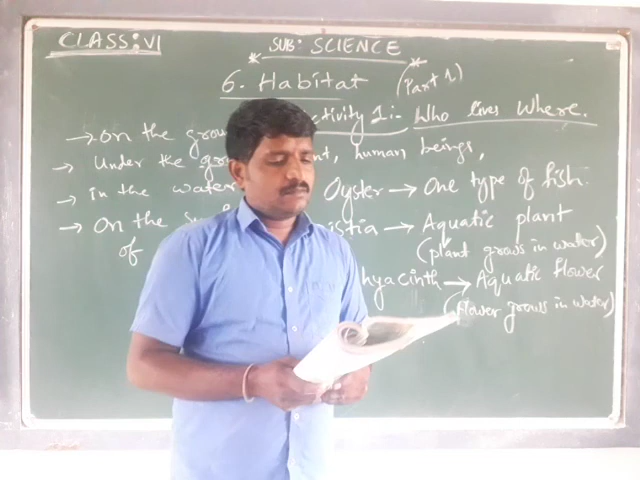 CLASS: VI
SUB: SCIENCE
6. Habitat (Part 1)
Activity 1:- Who lives where.
→ on the grou
→ Under the gro nt, human beings,
→ in the water Oyster → One type of fish.
→ On the su istia → Aquatic plant
of (plant grows in water)
hyacinth → Aquatic flower
(flower grows in water)